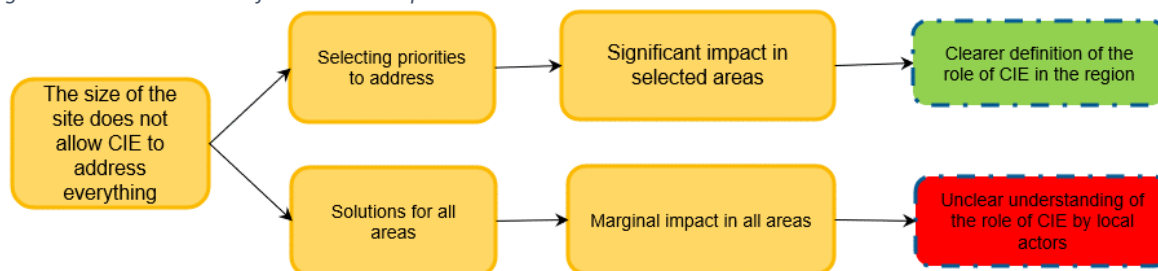 The size of the
site does not
allow CIE to
address
everything
Selecting priorities
to address
Significant impact in
selected areas
Clearer definition of the
role of CIE in the region
Solutions for all
areas
Marginal impact in all areas
Unclear understanding of
the role of CIE by local
actors